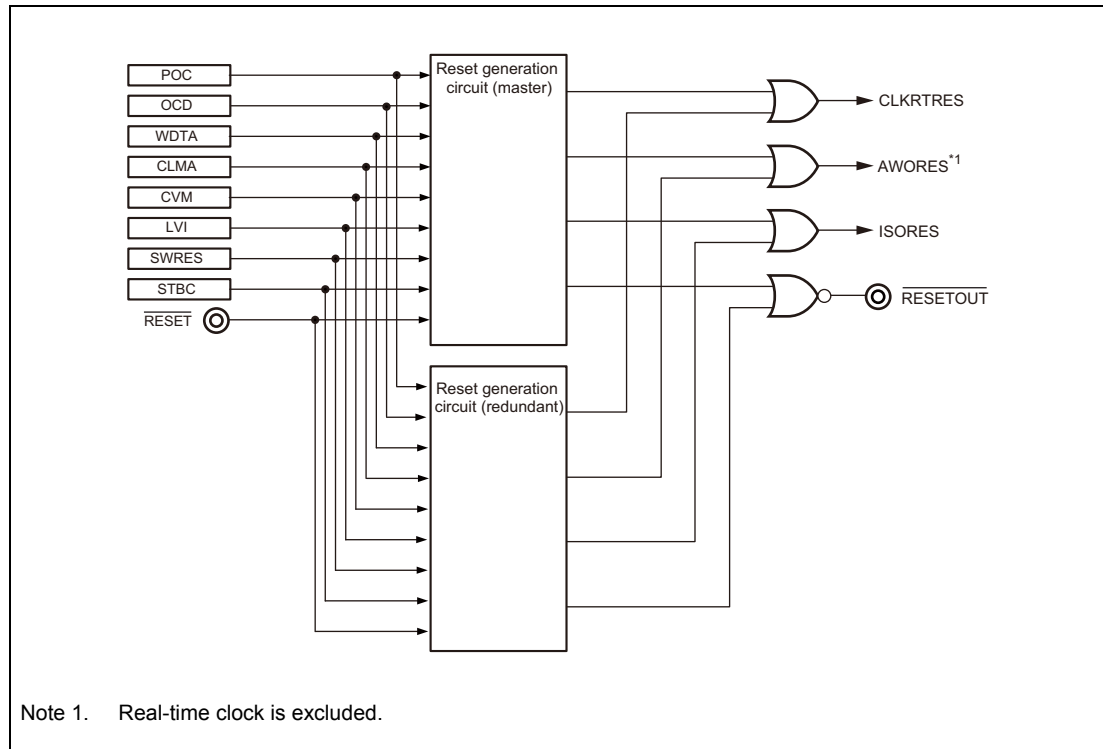 POC
OCD
WDTA
CLMA
CVM
LVI
SWRES
STBC
RESET
Reset generation
circuit (master)
Reset generation
circuit (redundant)
CLKRTRES
AWORES*1
ISORES
RESETOUT
Note 1. Real-time clock is excluded.